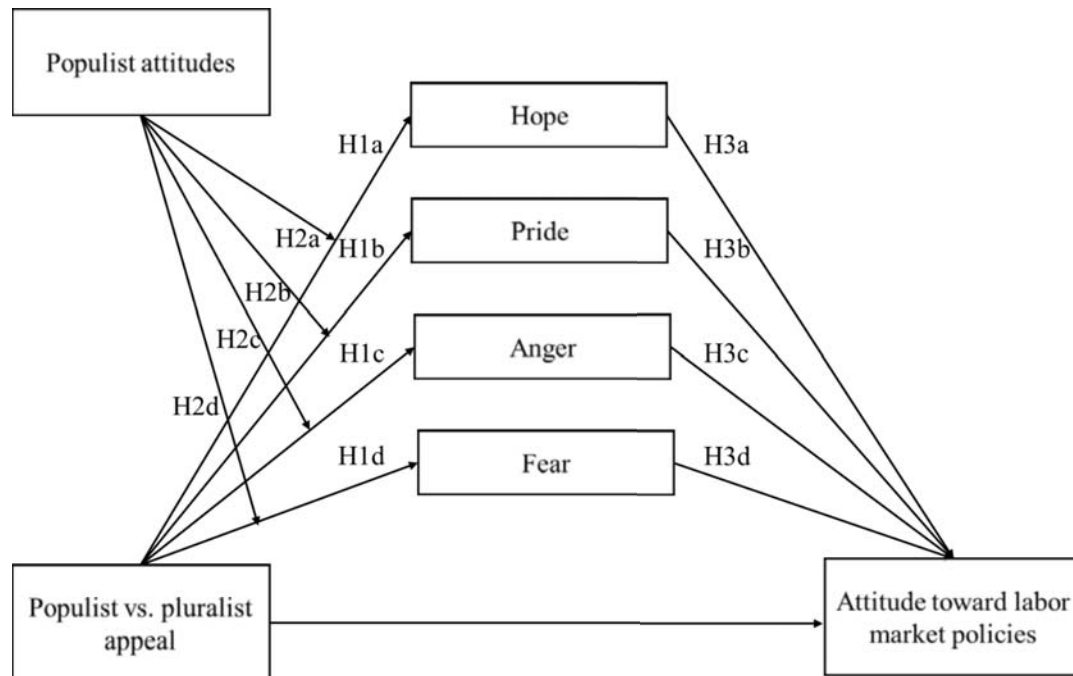 Populist attitudes
Hope
H1a
H3a
Pride
H2a
H1b
H3b
H2b
Anger
H2c
H1c
H3c
H2d
Fear
H1d
H3d
Populist vs. pluralist
appeal
Attitude toward labor
market policies